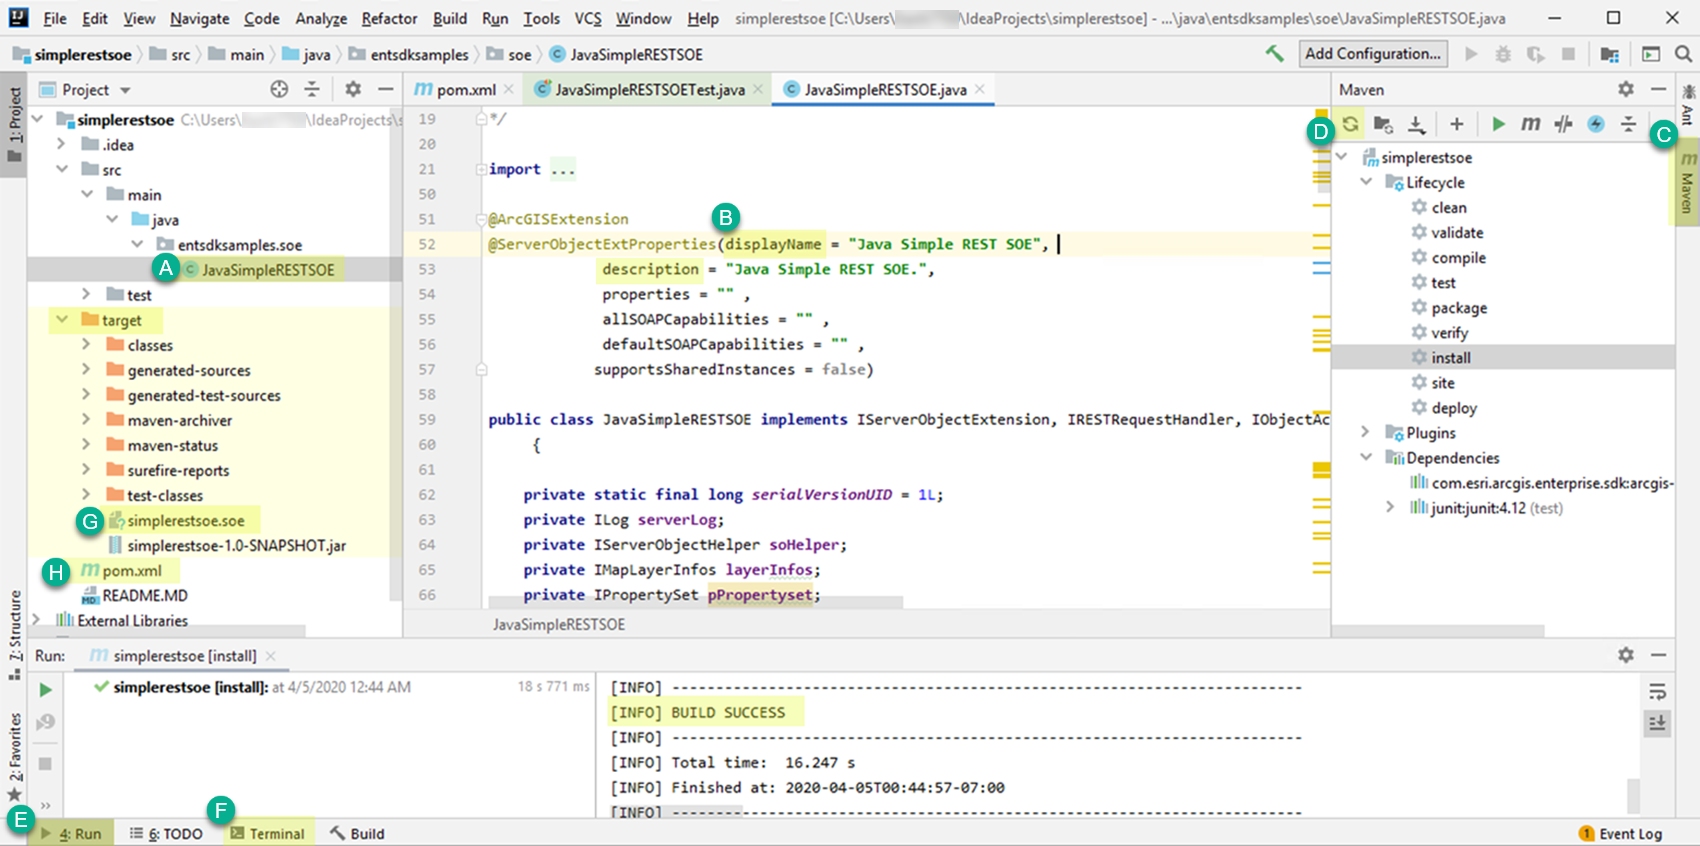 File Edit View Navigate Code Analyze Refactor Build Run Tools VCS Window Help simplerestsoe [C:\Users\ \IdeaProjects\simplerestsoe] - ...\java\entsdksamples\soe\JavaSimpleRESTSOE.java
simplerestsoe src main java entsdksamples soe JavaSimpleRESTSOE Add Configuration...
1: Project
7: Structure
2: Favorites
Project
simplerestsoe C:\Users\ \IdeaProjects\s
.idea
src
main
java
entsdksamples.soe
A JavaSimpleRESTSOE
test
target
classes
generated-sources
generated-test-sources
maven-archiver
maven-status
surefire-reports
test-classes
G simplerestsoe.soe
simplerestsoe-1.0-SNAPSHOT.jar
H pom.xml
README.MD
External Libraries
pom.xml JavaSimpleRESTSOETest.java JavaSimpleRESTSOE.java
19 */
20
21 import ...
50
51 @ArcGISExtension
B
52 @ServerObjectExtProperties(displayName = "Java Simple REST SOE",
53 description = "Java Simple REST SOE.",
54 properties = "" ,
55 allSOAPCapabilities = "" ,
56 defaultSOAPCapabilities = "" ,
57 supportsSharedInstances = false)
58
59 public class JavaSimpleRESTSOE implements IServerObjectExtension, IRESTRequestHandler, IObjectAc
60 {
61
62 private static final long serialVersionUID = 1L;
63 private ILog serverLog;
64 private IServerObjectHelper soHelper;
65 private IMapLayerInfos layerInfos;
66 private IPropertySet pPropertyset;
JavaSimpleRESTSOE
Maven
D
C
simplerestsoe
Lifecycle
clean
validate
compile
test
package
verify
install
site
deploy
Plugins
Dependencies
com.esri.arcgis.enterprise.sdk:arcgis-
junit:junit:4.12 (test)
Ant
m Maven
Run: simplerestsoe [install]
simplerestsoe [install]: at 4/5/2020 12:44 AM 18 s 771 ms
[INFO] ------------------------------------------------------------------------
[INFO] BUILD SUCCESS
[INFO] ------------------------------------------------------------------------
[INFO] Total time: 16.247 s
[INFO] Finished at: 2020-04-05T00:44:57-07:00
[INFO] ------------------------------------------------------------------------
E
F
4: Run 6: TODO Terminal Build 1 Event Log